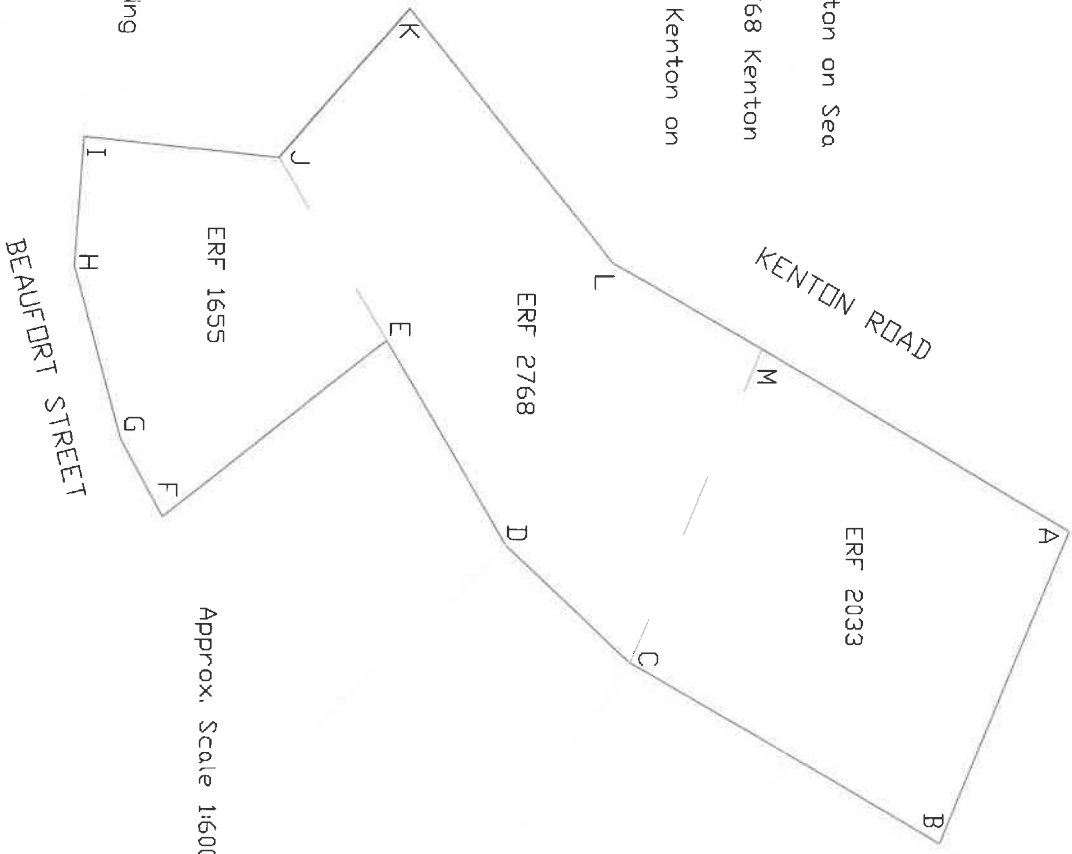 ton on Sea
68 Kenton
Kenton on
ing
KENTON ROAD
A
B
ERF 2033
M
C
L
ERF 2768
D
K
E
J
ERF 1655
F
G
H
I
BEAUFORT STREET
Approx. Scale 1:600